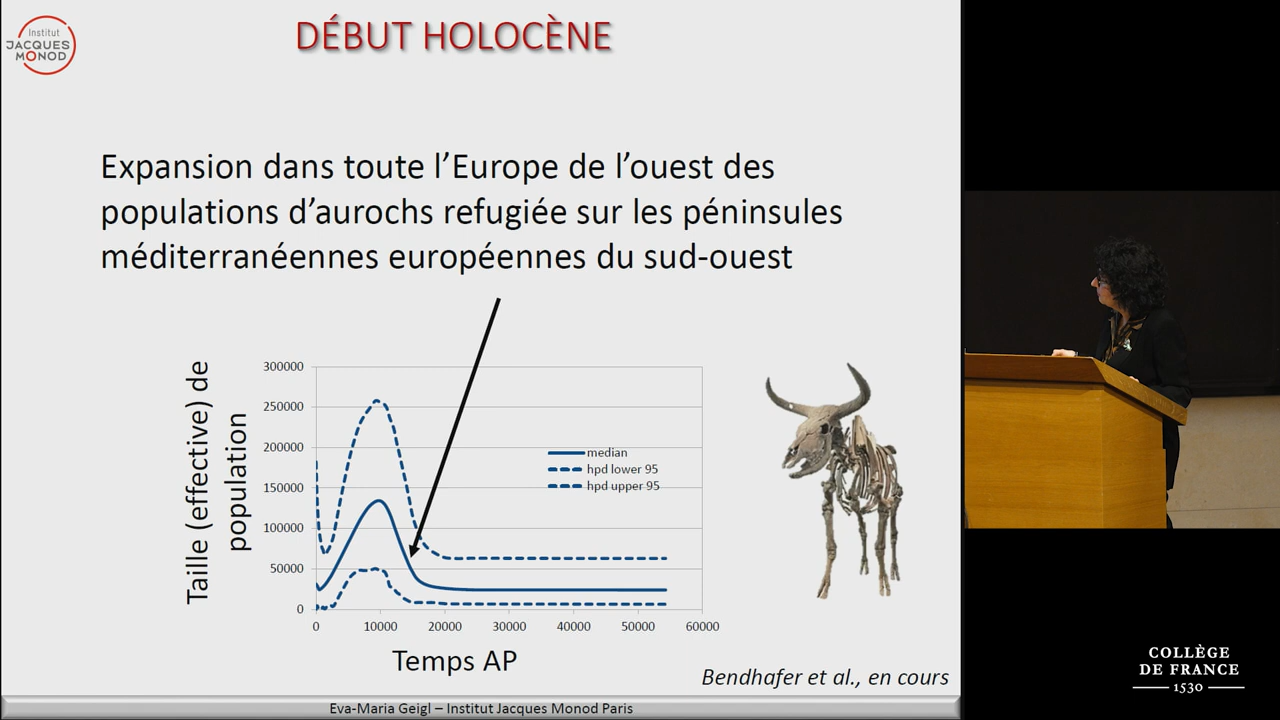 Institut
JACQUES
MONOD
DÉBUT HOLOCÈNE
Expansion dans toute l’Europe de l’ouest des
populations d’aurochs refugiée sur les péninsules
méditerranéennes européennes du sud-ouest
Taille (effective) de
population
300000
250000
200000
150000
100000
50000
0
median
hpd lower 95
hpd upper 95
0 10000 20000 30000 40000 50000 60000
Temps AP
Bendhafer et al., en cours
Eva-Maria Geigl – Institut Jacques Monod Paris
COLLÈGE
DE FRANCE
1530